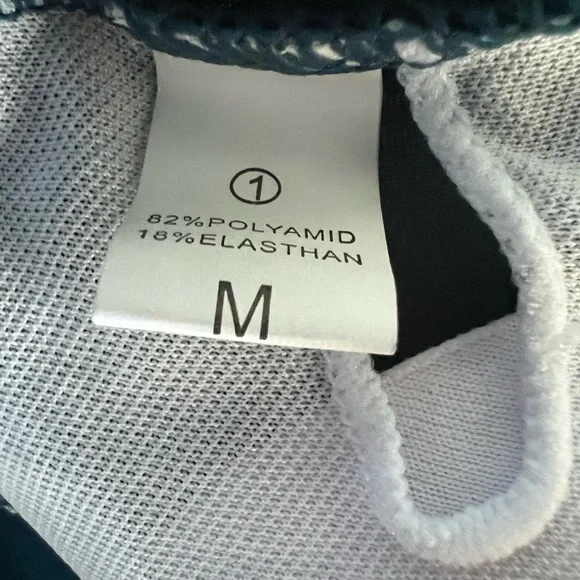 ①
82%POLYAMID
18%ELASTHAN
M